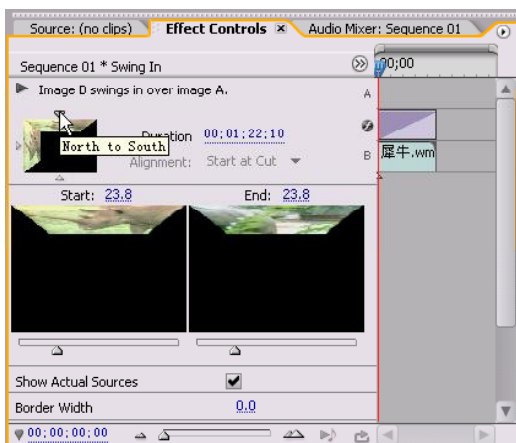 Source: (no clips) Effect Controls × Audio Mixer: Sequence 01
Sequence 01 * Swing In
00;00
Image D swings in over image A.
A
North to South
Duration 00;01;22;10
Alignment: Start at Cut
B
犀牛.wm
Start: 23.8 End: 23.8
Show Actual Sources
Border Width 0.0
00;00;00;00